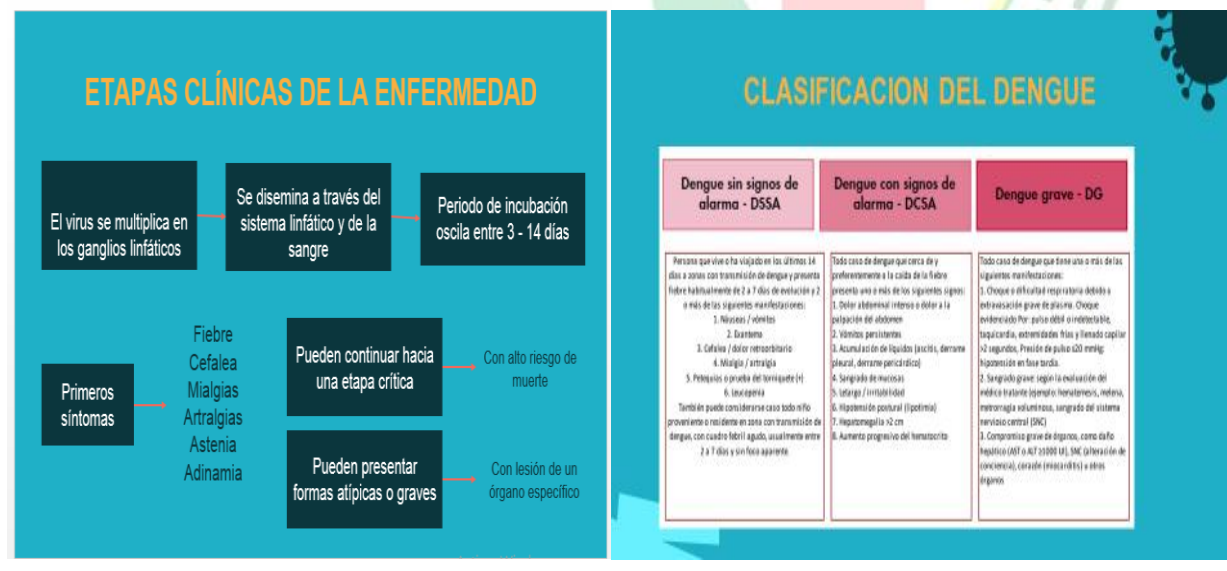 ETAPAS CLÍNICAS DE LA ENFERMEDAD
El virus se multiplica en
los ganglios linfáticos
Se disemina a través del
sistema linfático y de la
sangre
Periodo de incubación
oscila entre 3 - 14 días
Primeros
síntomas
Fiebre
Cefalea
Mialgias
Artralgias
Astenia
Adinamia
Pueden continuar hacia
una etapa crítica
Con alto riesgo de
muerte
Pueden presentar
formas atípicas o graves
Con lesión de un
órgano específico
CLASIFICACION DEL DENGUE
Dengue sin signos de
alarma - DSSA
Persona que vive o ha viajado en los últimos 14
días a zonas con transmisión de dengue y presenta
fiebre habitualmente de 2 a 7 días de evolución y 2
o más de las siguientes manifestaciones:
1. Náuseas / vómitos
2. Exantema
3. Cefalea / dolor retroorbitario
4. Mialgia / artralgia
5. Petequias o prueba del torniquete (+)
6. Leucopenia
También puede considerarse caso todo niño
proveniente o residente en zona con transmisión de
dengue, con cuadro febril agudo, usualmente entre
2 a 7 días y sin foco aparente
Dengue con signos de
alarma - DCSA
Todo caso de dengue que cerca de y
preferentemente a la caída de la fiebre
presenta uno o más de los siguientes signos:
1. Dolor abdominal intenso o dolor a la
palpación del abdomen
2. Vómitos persistentes
3. Acumulación de líquidos (ascitis, derrame
pleural, derrame pericárdico)
4. Sangrado de mucosas
5. Letargo / irritabilidad
6. Hipotensión postural (lipotimia)
7. Hepatomegalia >2 cm
8. Aumento progresivo del hematocrito
Dengue grave - DG
Todo caso de dengue que tiene una o más de las
siguientes manifestaciones:
1. Choque o dificultad respiratoria debido a
extravasación grave de plasma. Choque
evidenciado Por: pulso débil o indetectable,
taquicardia, extremidades frías y llenado capilar
>2 segundos, Presión de pulso ≤20 mmHg:
hipotensión en fase tardía.
2. Sangrado grave: según la evaluación del
médico tratante (ejemplo: hematemesis, melena,
metrorragia voluminosa, sangrado del sistema
nervioso central (SNC)
3. Compromiso grave de órganos, como daño
hepático (AST o ALT ≥1000 UI), SNC (alteración de
conciencia), corazón (miocarditis) u otros
órganos